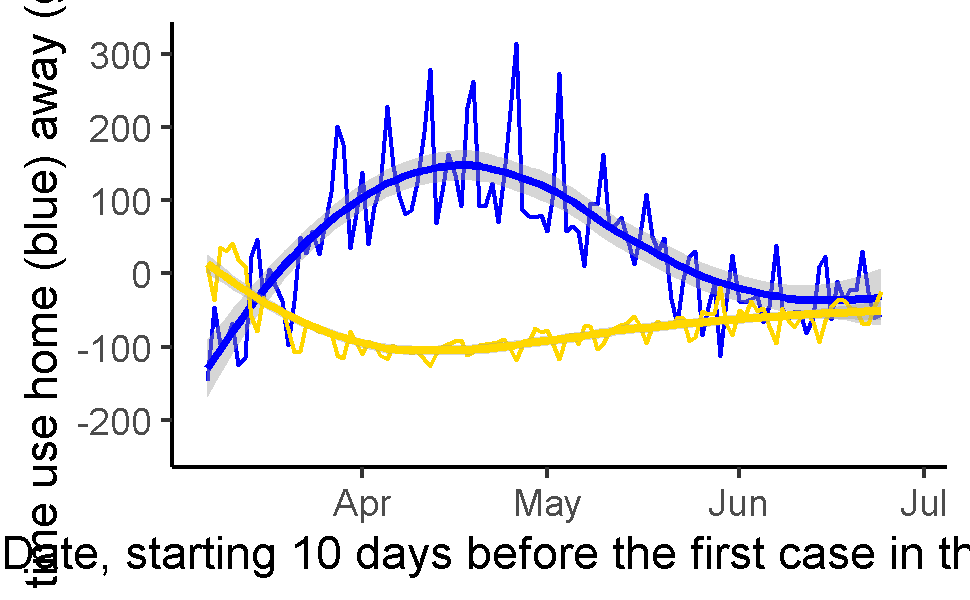 time use home (blue) away (
300
200
100
0
-100
-200
Apr May Jun Jul
Date, starting 10 days before the first case in th